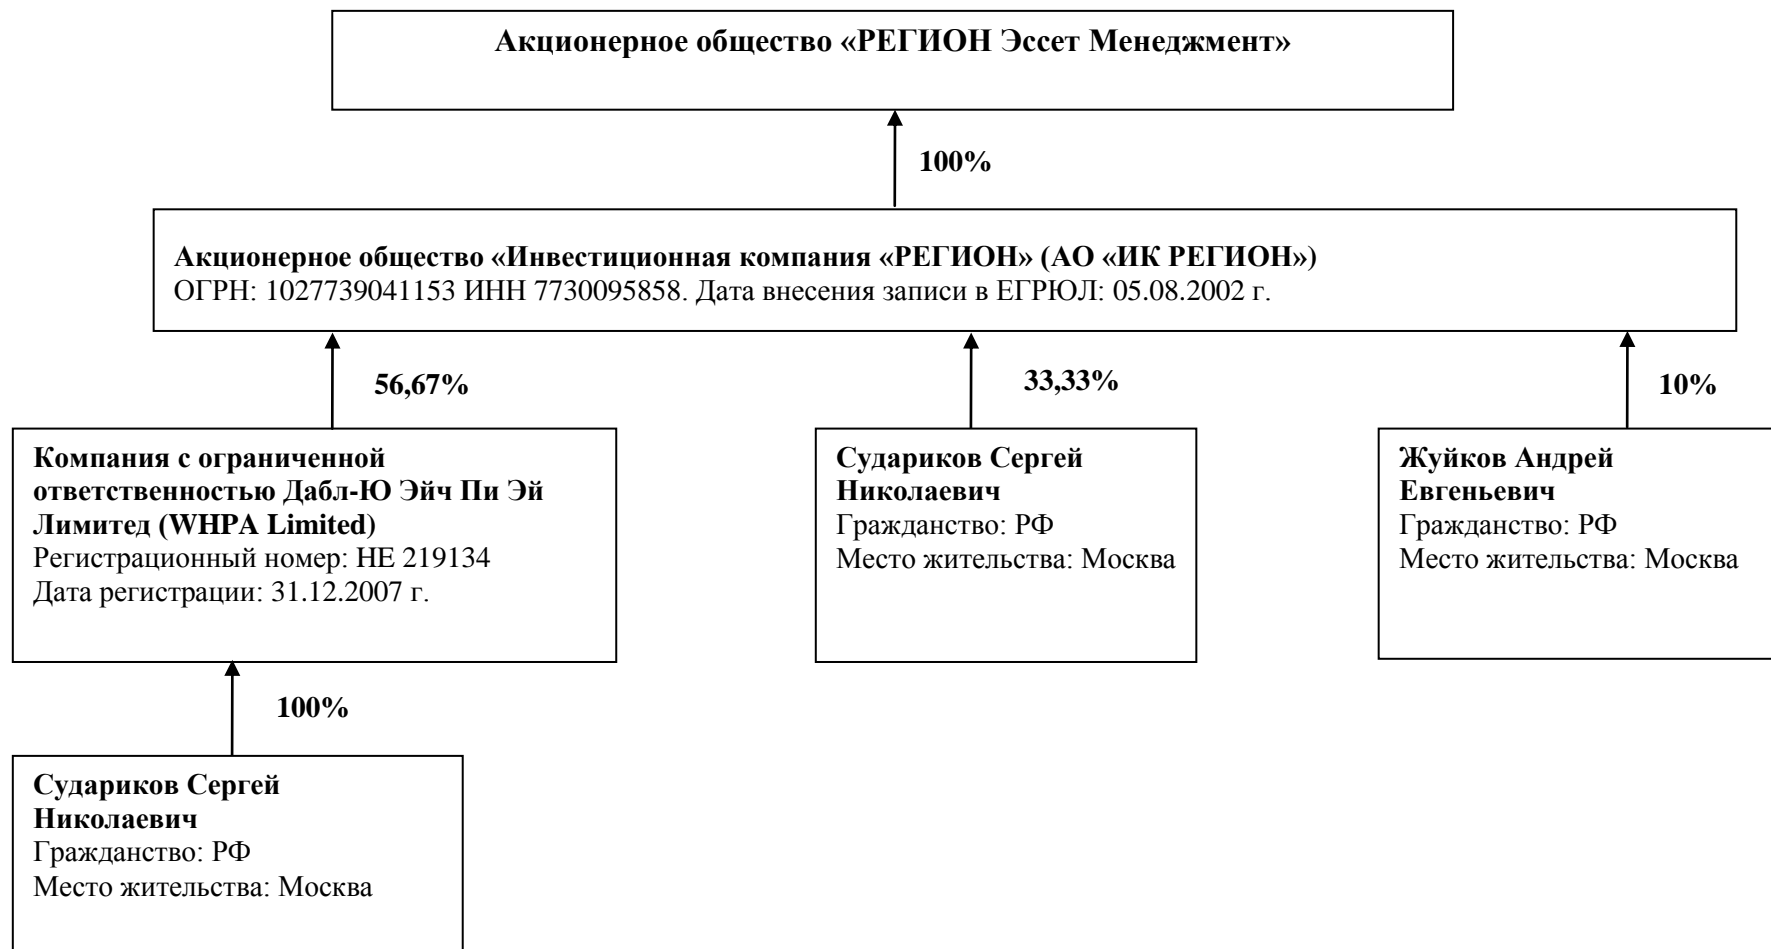 Акционерное общество «РЕГИОН Эссет Менеджмент»
100%
Акционерное общество «Инвестиционная компания «РЕГИОН» (АО «ИК РЕГИОН»)
ОГРН: 1027739041153 ИНН 7730095858. Дата внесения записи в ЕГРЮЛ: 05.08.2002 г.
56,67%
33,33%
10%
Компания с ограниченной
ответственностью Дабл-Ю Эйч Пи Эй
Лимитед (WHPA Limited)
Регистрационный номер: HE 219134
Дата регистрации: 31.12.2007 г.
Судариков Сергей
Николаевич
Гражданство: РФ
Место жительства: Москва
Жуйков Андрей
Евгеньевич
Гражданство: РФ
Место жительства: Москва
100%
Судариков Сергей
Николаевич
Гражданство: РФ
Место жительства: Москва